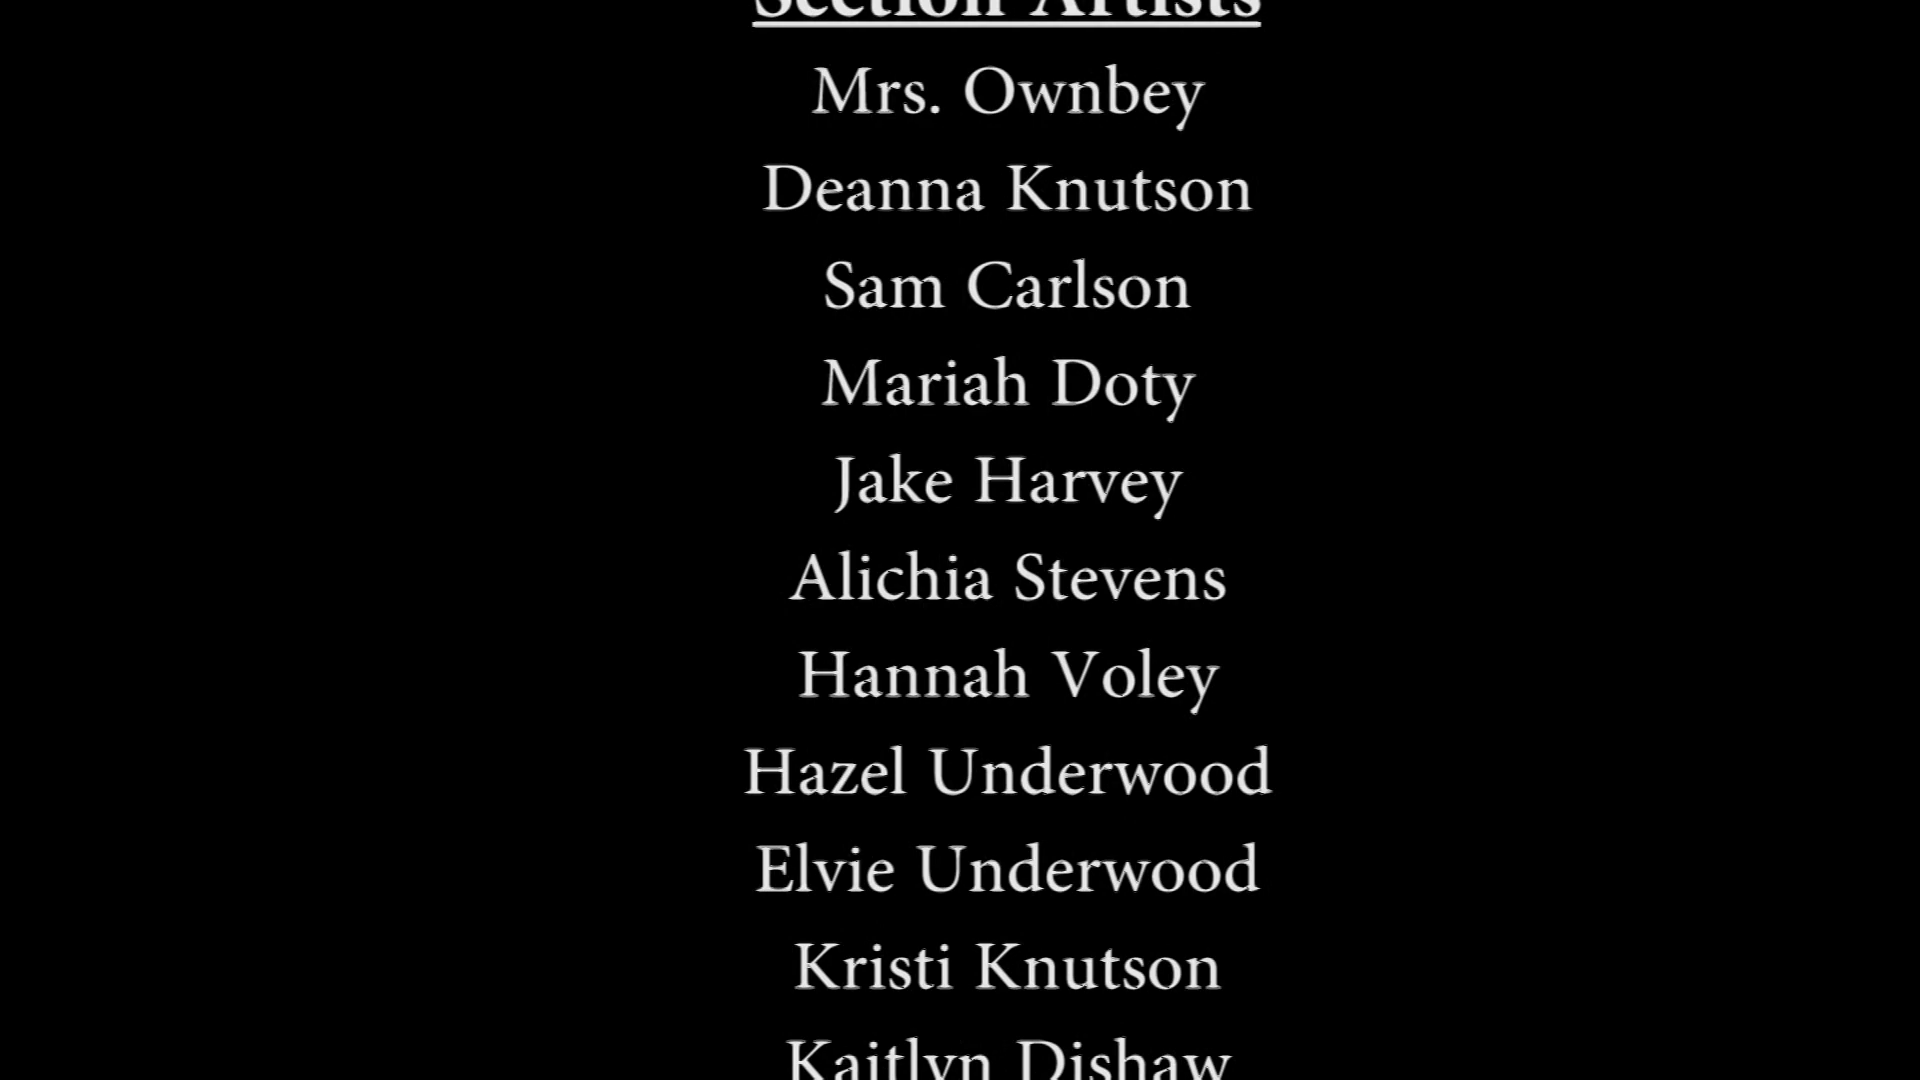 Section Artists
Mrs. Ownbey
Deanna Knutson
Sam Carlson
Mariah Doty
Jake Harvey
Alichia Stevens
Hannah Voley
Hazel Underwood
Elvie Underwood
Kristi Knutson
Kaitlyn Dishaw